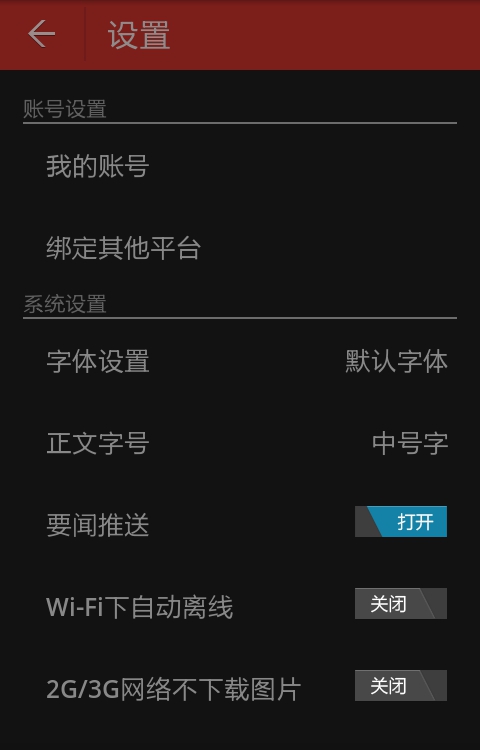 设置
账号设置
我的账号
绑定其他平台
系统设置
字体设置 默认字体
正文字号 中号字
要闻推送 打开
Wi-Fi下自动离线 关闭
2G/3G网络不下载图片 关闭